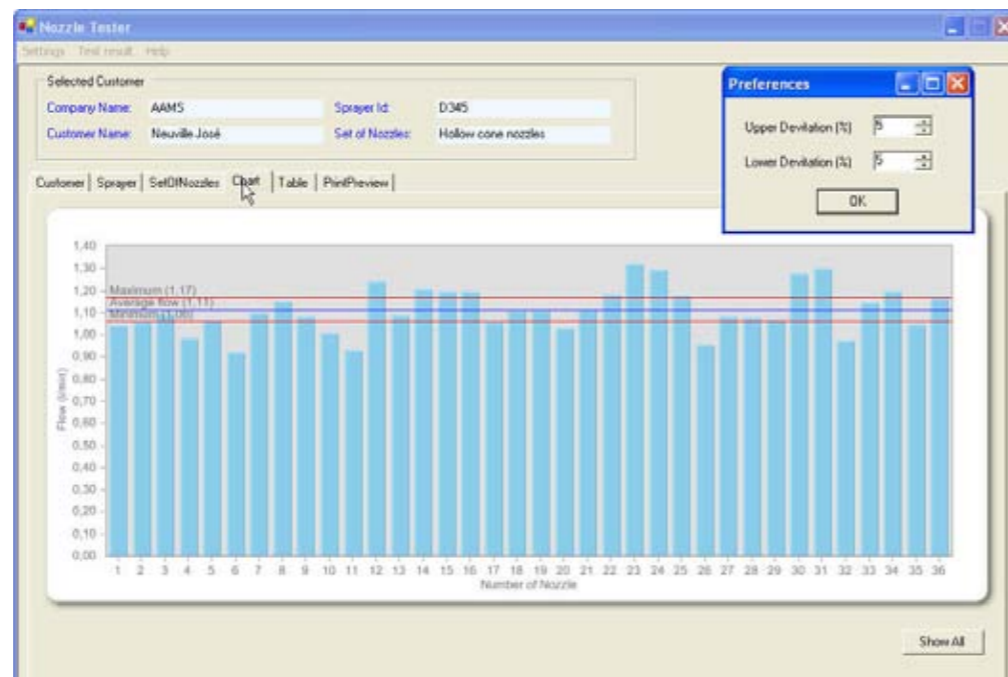 Nozzle Tester
Settings Test result Help
Selected Customer
Company Name: AAMS Sprayer Id: D345
Customer Name: Neuville José Set of Nozzles: Hollow cone nozzles
Preferences
Upper Devitation (%) 5
Lower Devitation (%) 5
OK
Customer Sprayer SetOfNozzles Chart Table PrintPreview
1,40
1,30
1,20
1,10
1,00
0,90
0,80
0,70
0,60
0,50
0,40
0,30
0,20
0,10
0,00
Flow (l/min)
Maximum (1,17)
Average flow (1,11)
Minimum (1,06)
1 2 3 4 5 6 7 8 9 10 11 12 13 14 15 16 17 18 19 20 21 22 23 24 25 26 27 28 29 30 31 32 33 34 35 36
Number of Nozzle
Show All